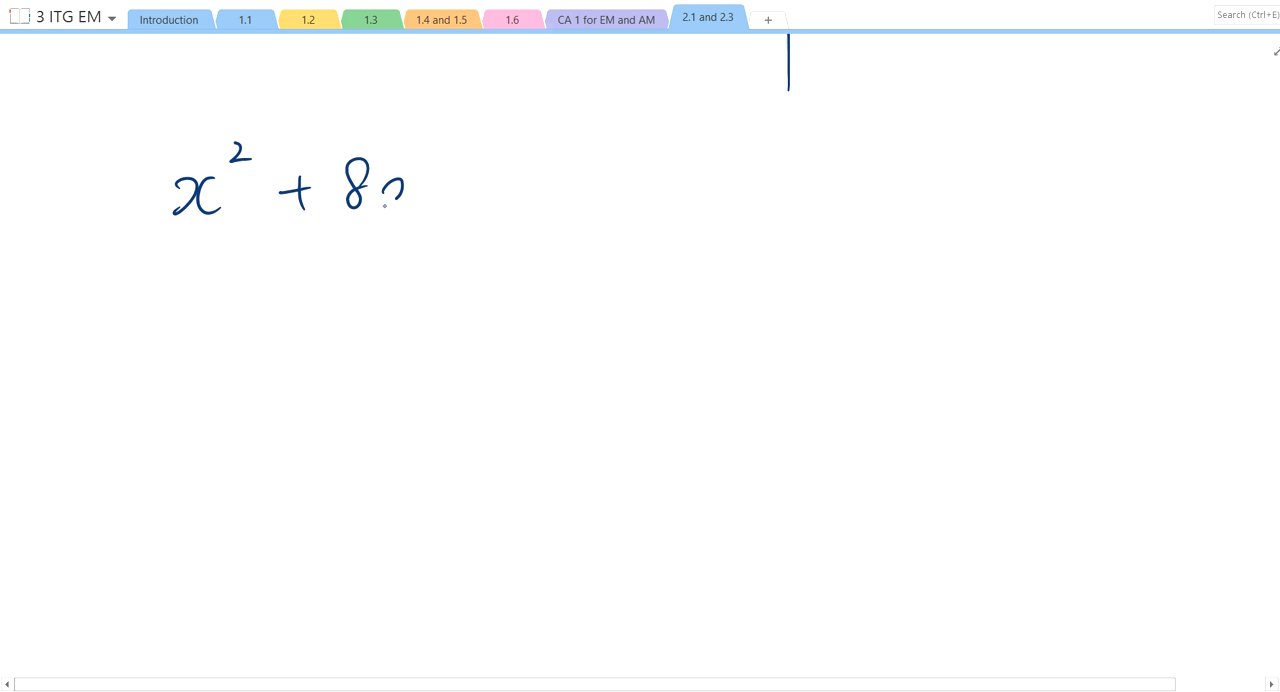 3 ITG EM
Introduction
1.1
1.2
1.3
1.4 and 1.5
1.6
CA 1 for EM and AM
2.1 and 2.3
+
Search (Ctrl+E)
x² + 8